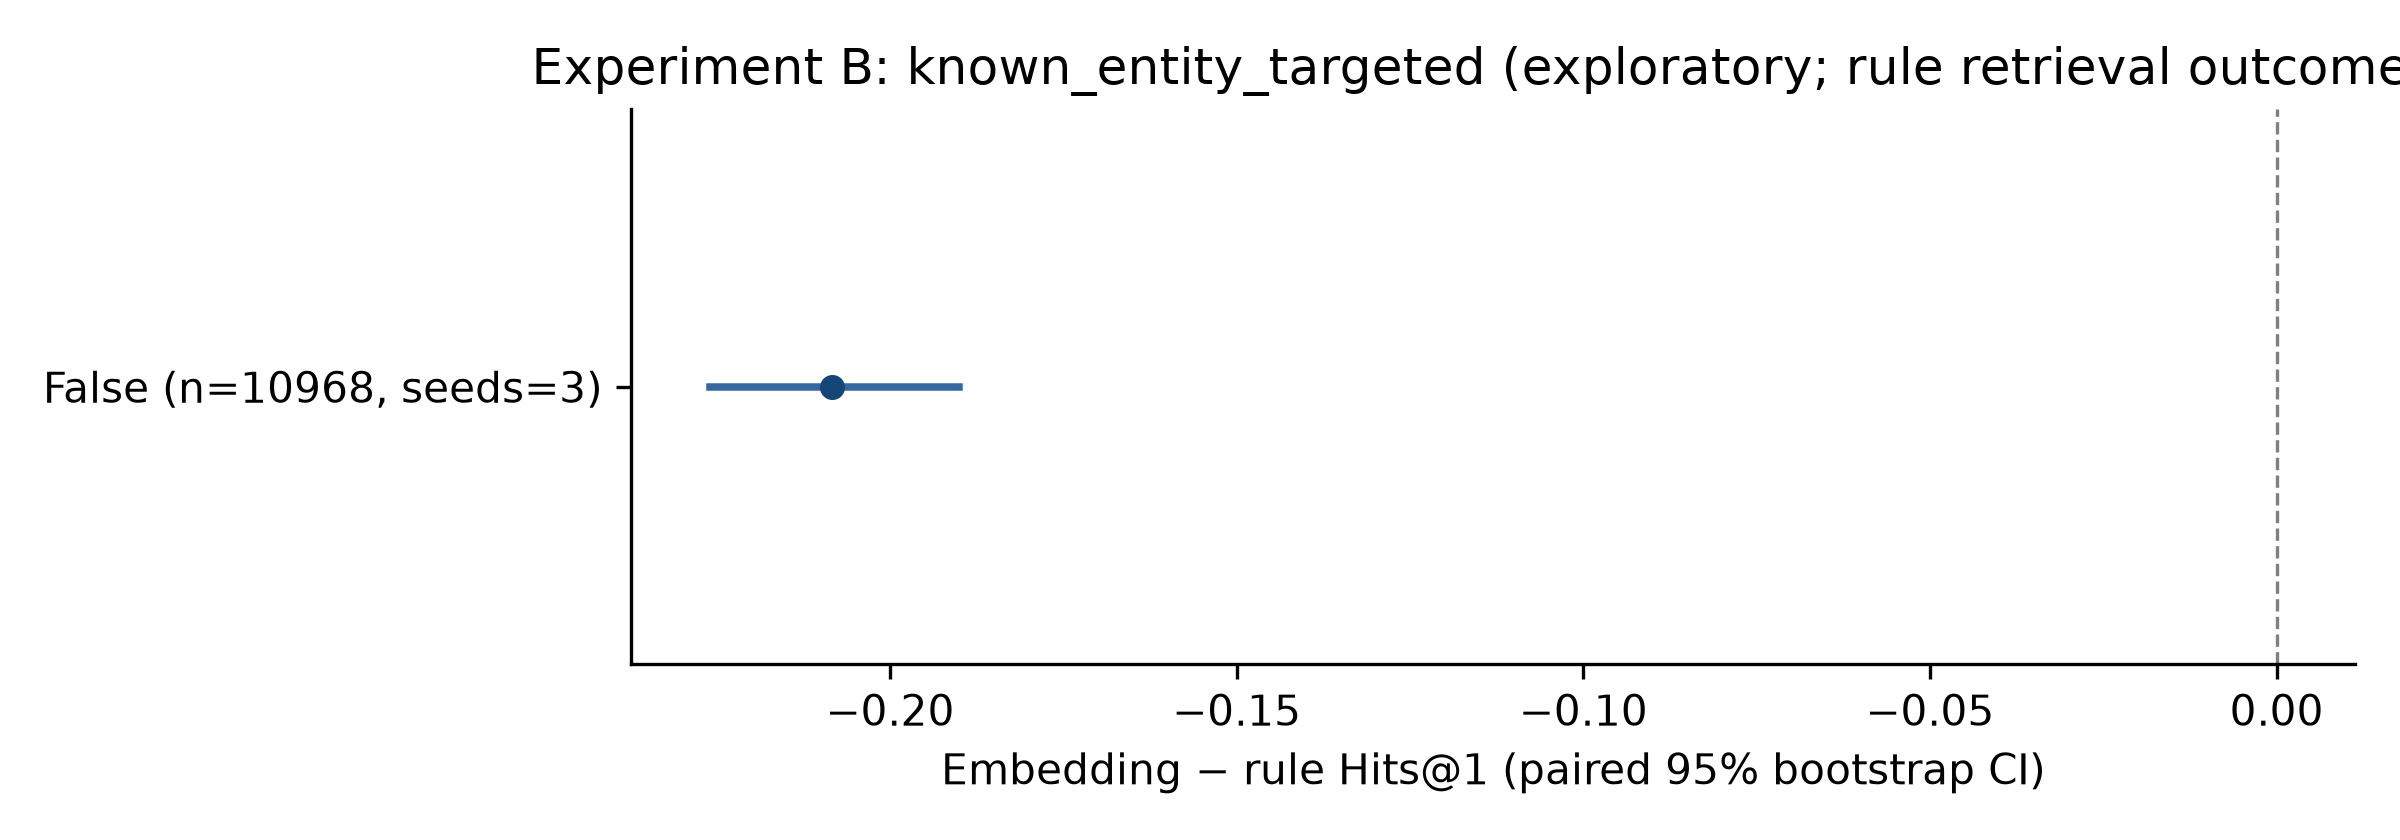 Experiment B: known_entity_targeted (exploratory; rule retrieval outcome
False (n=10968, seeds=3)
−0.20 −0.15 −0.10 −0.05 0.00
Embedding − rule Hits@1 (paired 95% bootstrap CI)